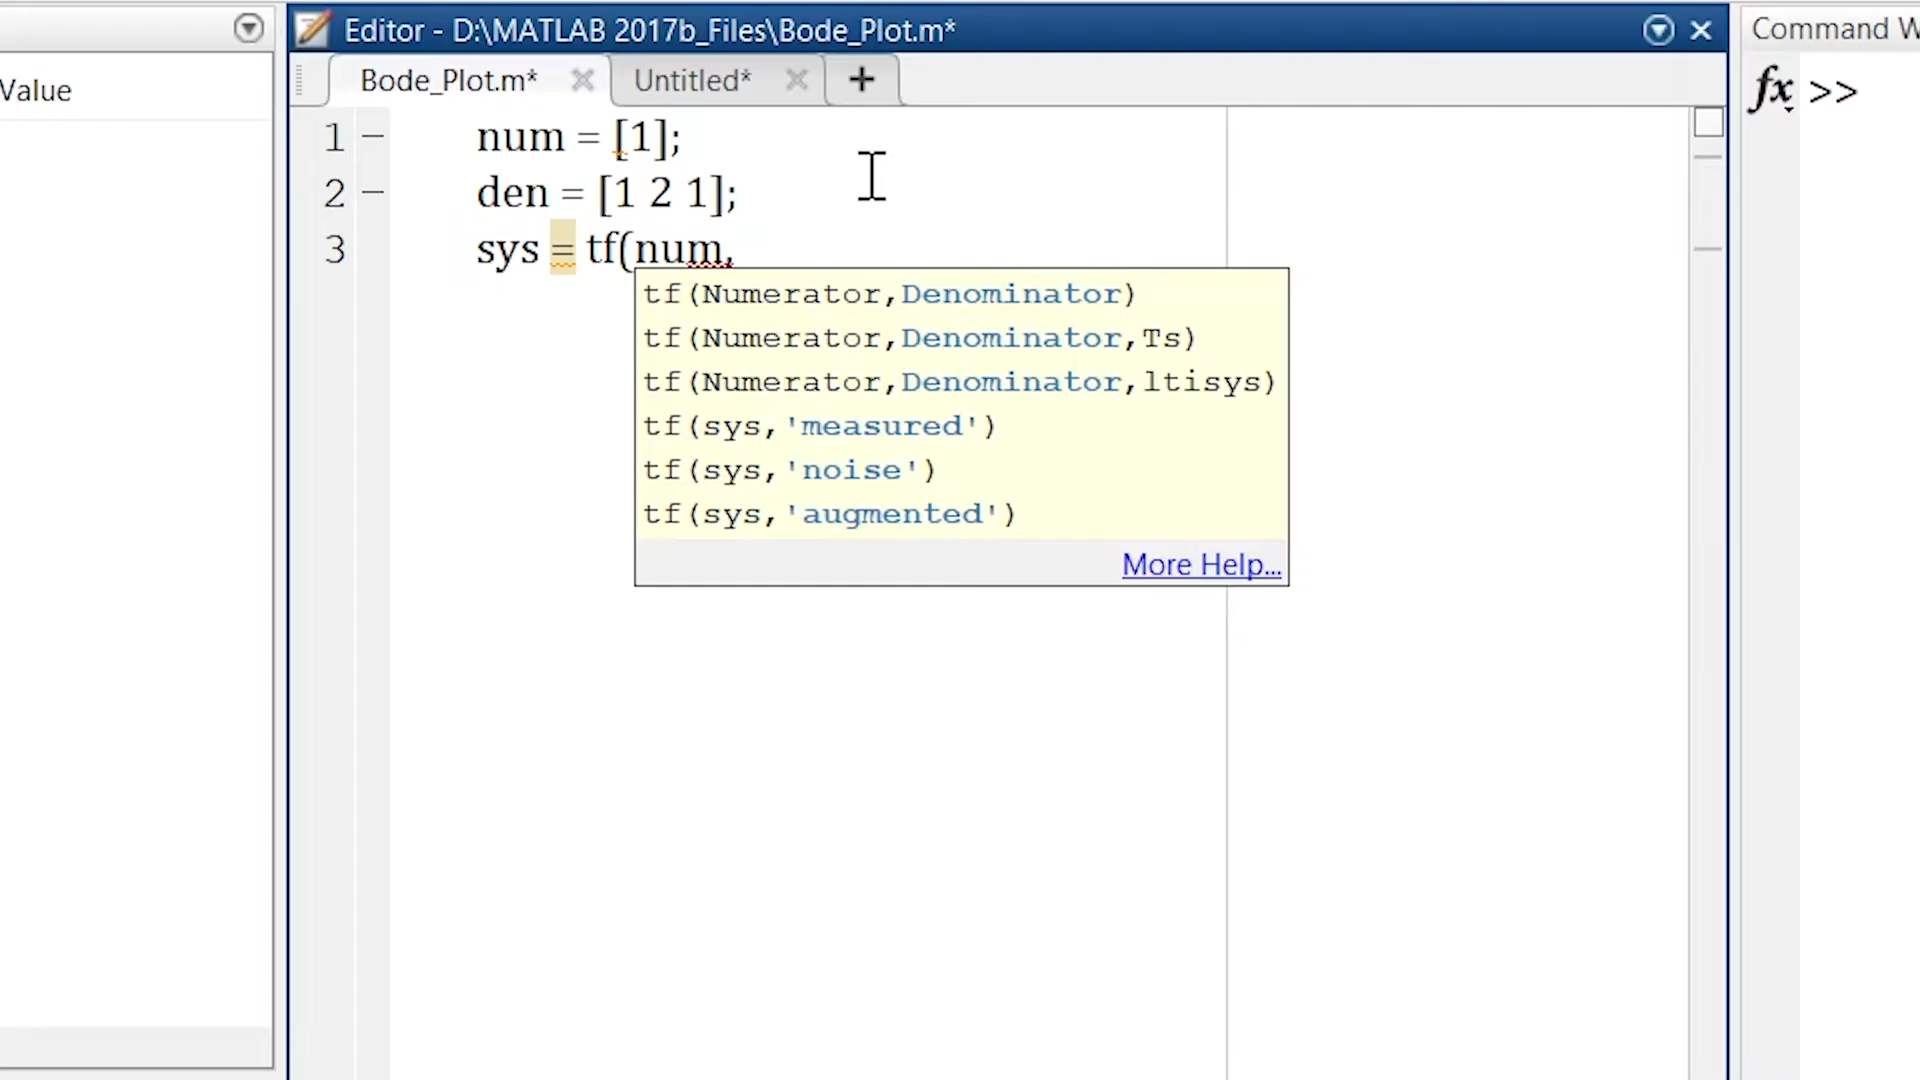 Value
Editor - D:\MATLAB 2017b_Files\Bode_Plot.m*
Command W
Bode_Plot.m*
Untitled*
+
fx >>
1 – num = [1];
2 – den = [1 2 1];
3 sys = tf(num,
tf(Numerator,Denominator)
tf(Numerator,Denominator,Ts)
tf(Numerator,Denominator,ltisys)
tf(sys,'measured')
tf(sys,'noise')
tf(sys,'augmented')
More Help...